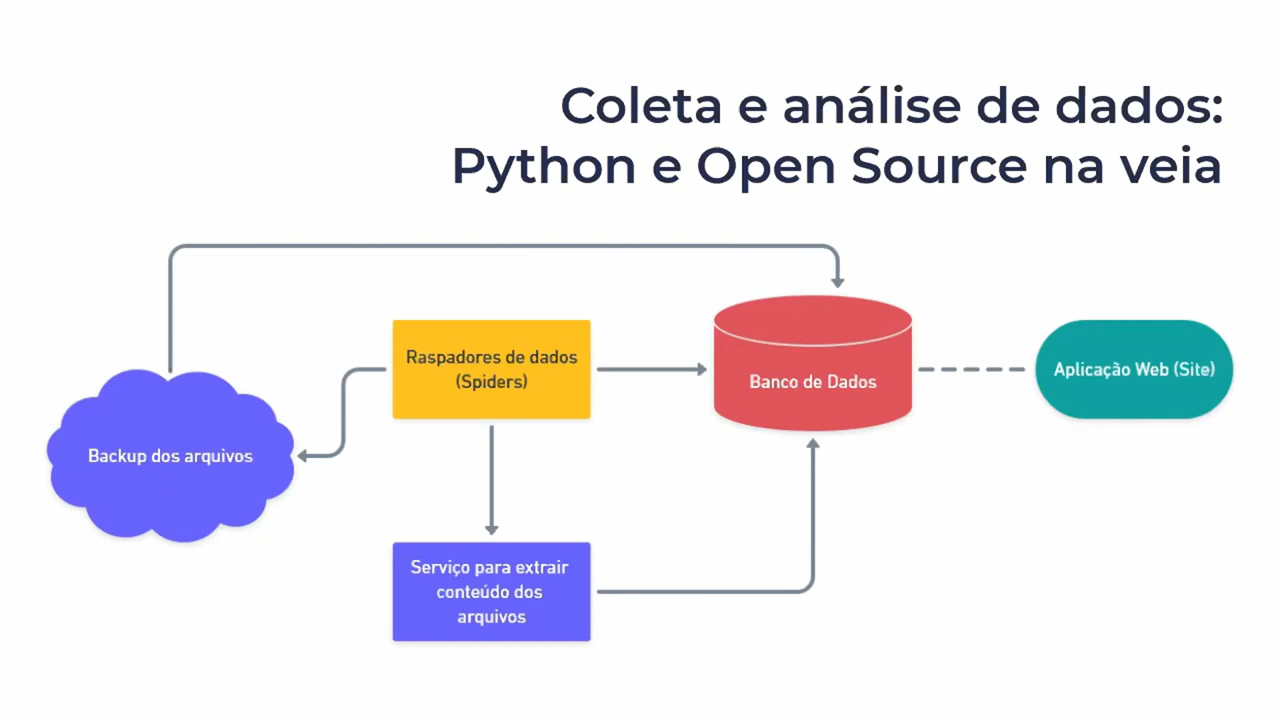 Coleta e análise de dados:
Python e Open Source na veia
Raspadores de dados
(Spiders)
Banco de Dados
Aplicação Web (Site)
Backup dos arquivos
Serviço para extrair
conteúdo dos
arquivos